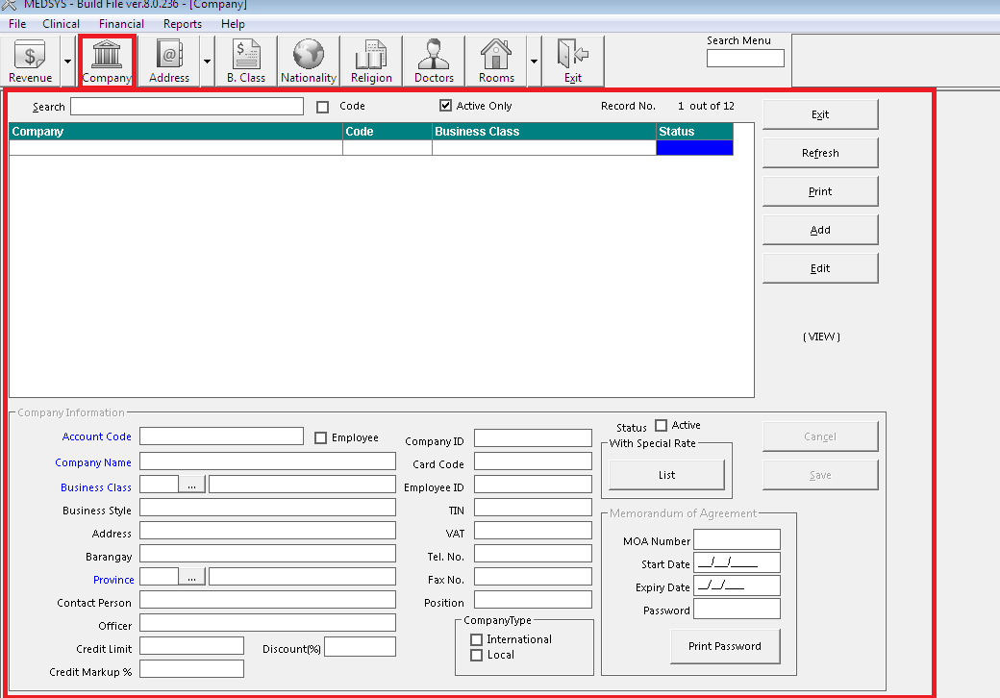 MEDSYS - Build File ver.8.0.236 - [Company]
File Clinical Financial Reports Help
Revenue Company Address B. Class Nationality Religion Doctors Rooms Exit
Search Menu
Search Code Active Only Record No. 1 out of 12
Company Code Business Class Status
Exit
Refresh
Print
Add
Edit
( VIEW )
Company Information
Account Code Employee
Company Name
Business Class ...
Business Style
Address
Barangay
Province ...
Contact Person
Officer
Credit Limit Discount(%)
Credit Markup %
Company ID
Card Code
Employee ID
TIN
VAT
Tel. No.
Fax No.
Position
CompanyType
International
Local
Status Active
With Special Rate
List
Memorandum of Agreement
MOA Number
Start Date __/__/____
Expiry Date __/__/____
Password
Print Password
Cancel
Save